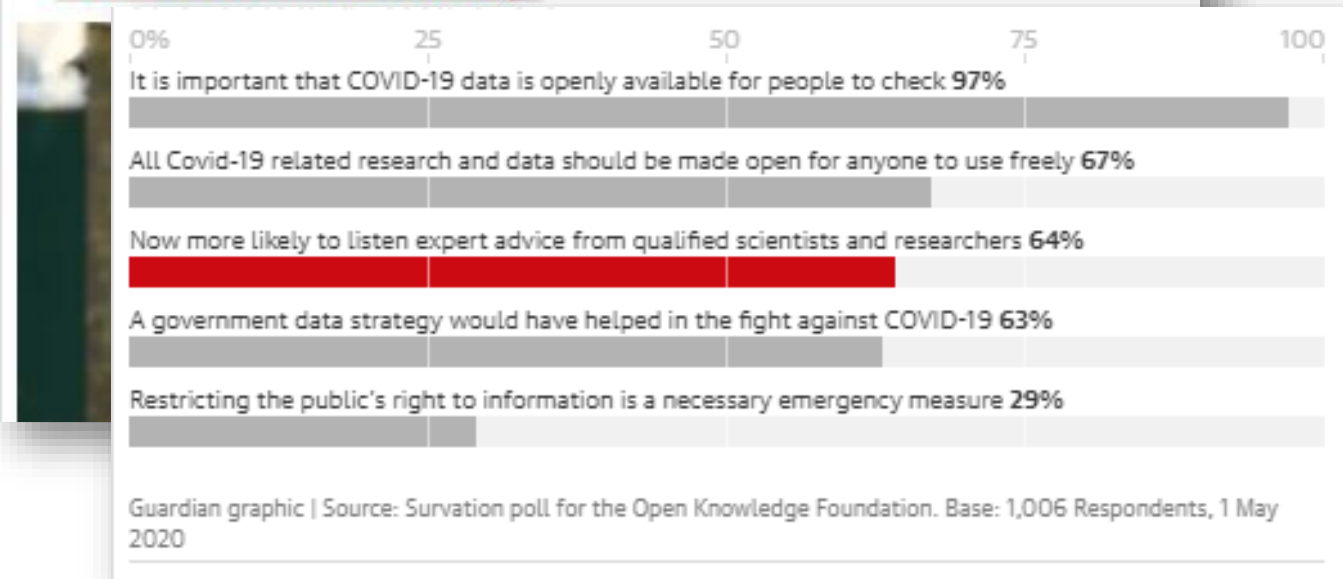 0% 25 50 75 100
It is important that COVID-19 data is openly available for people to check 97%
All Covid-19 related research and data should be made open for anyone to use freely 67%
Now more likely to listen expert advice from qualified scientists and researchers 64%
A government data strategy would have helped in the fight against COVID-19 63%
Restricting the public's right to information is a necessary emergency measure 29%
Guardian graphic | Source: Survation poll for the Open Knowledge Foundation. Base: 1,006 Respondents, 1 May
2020